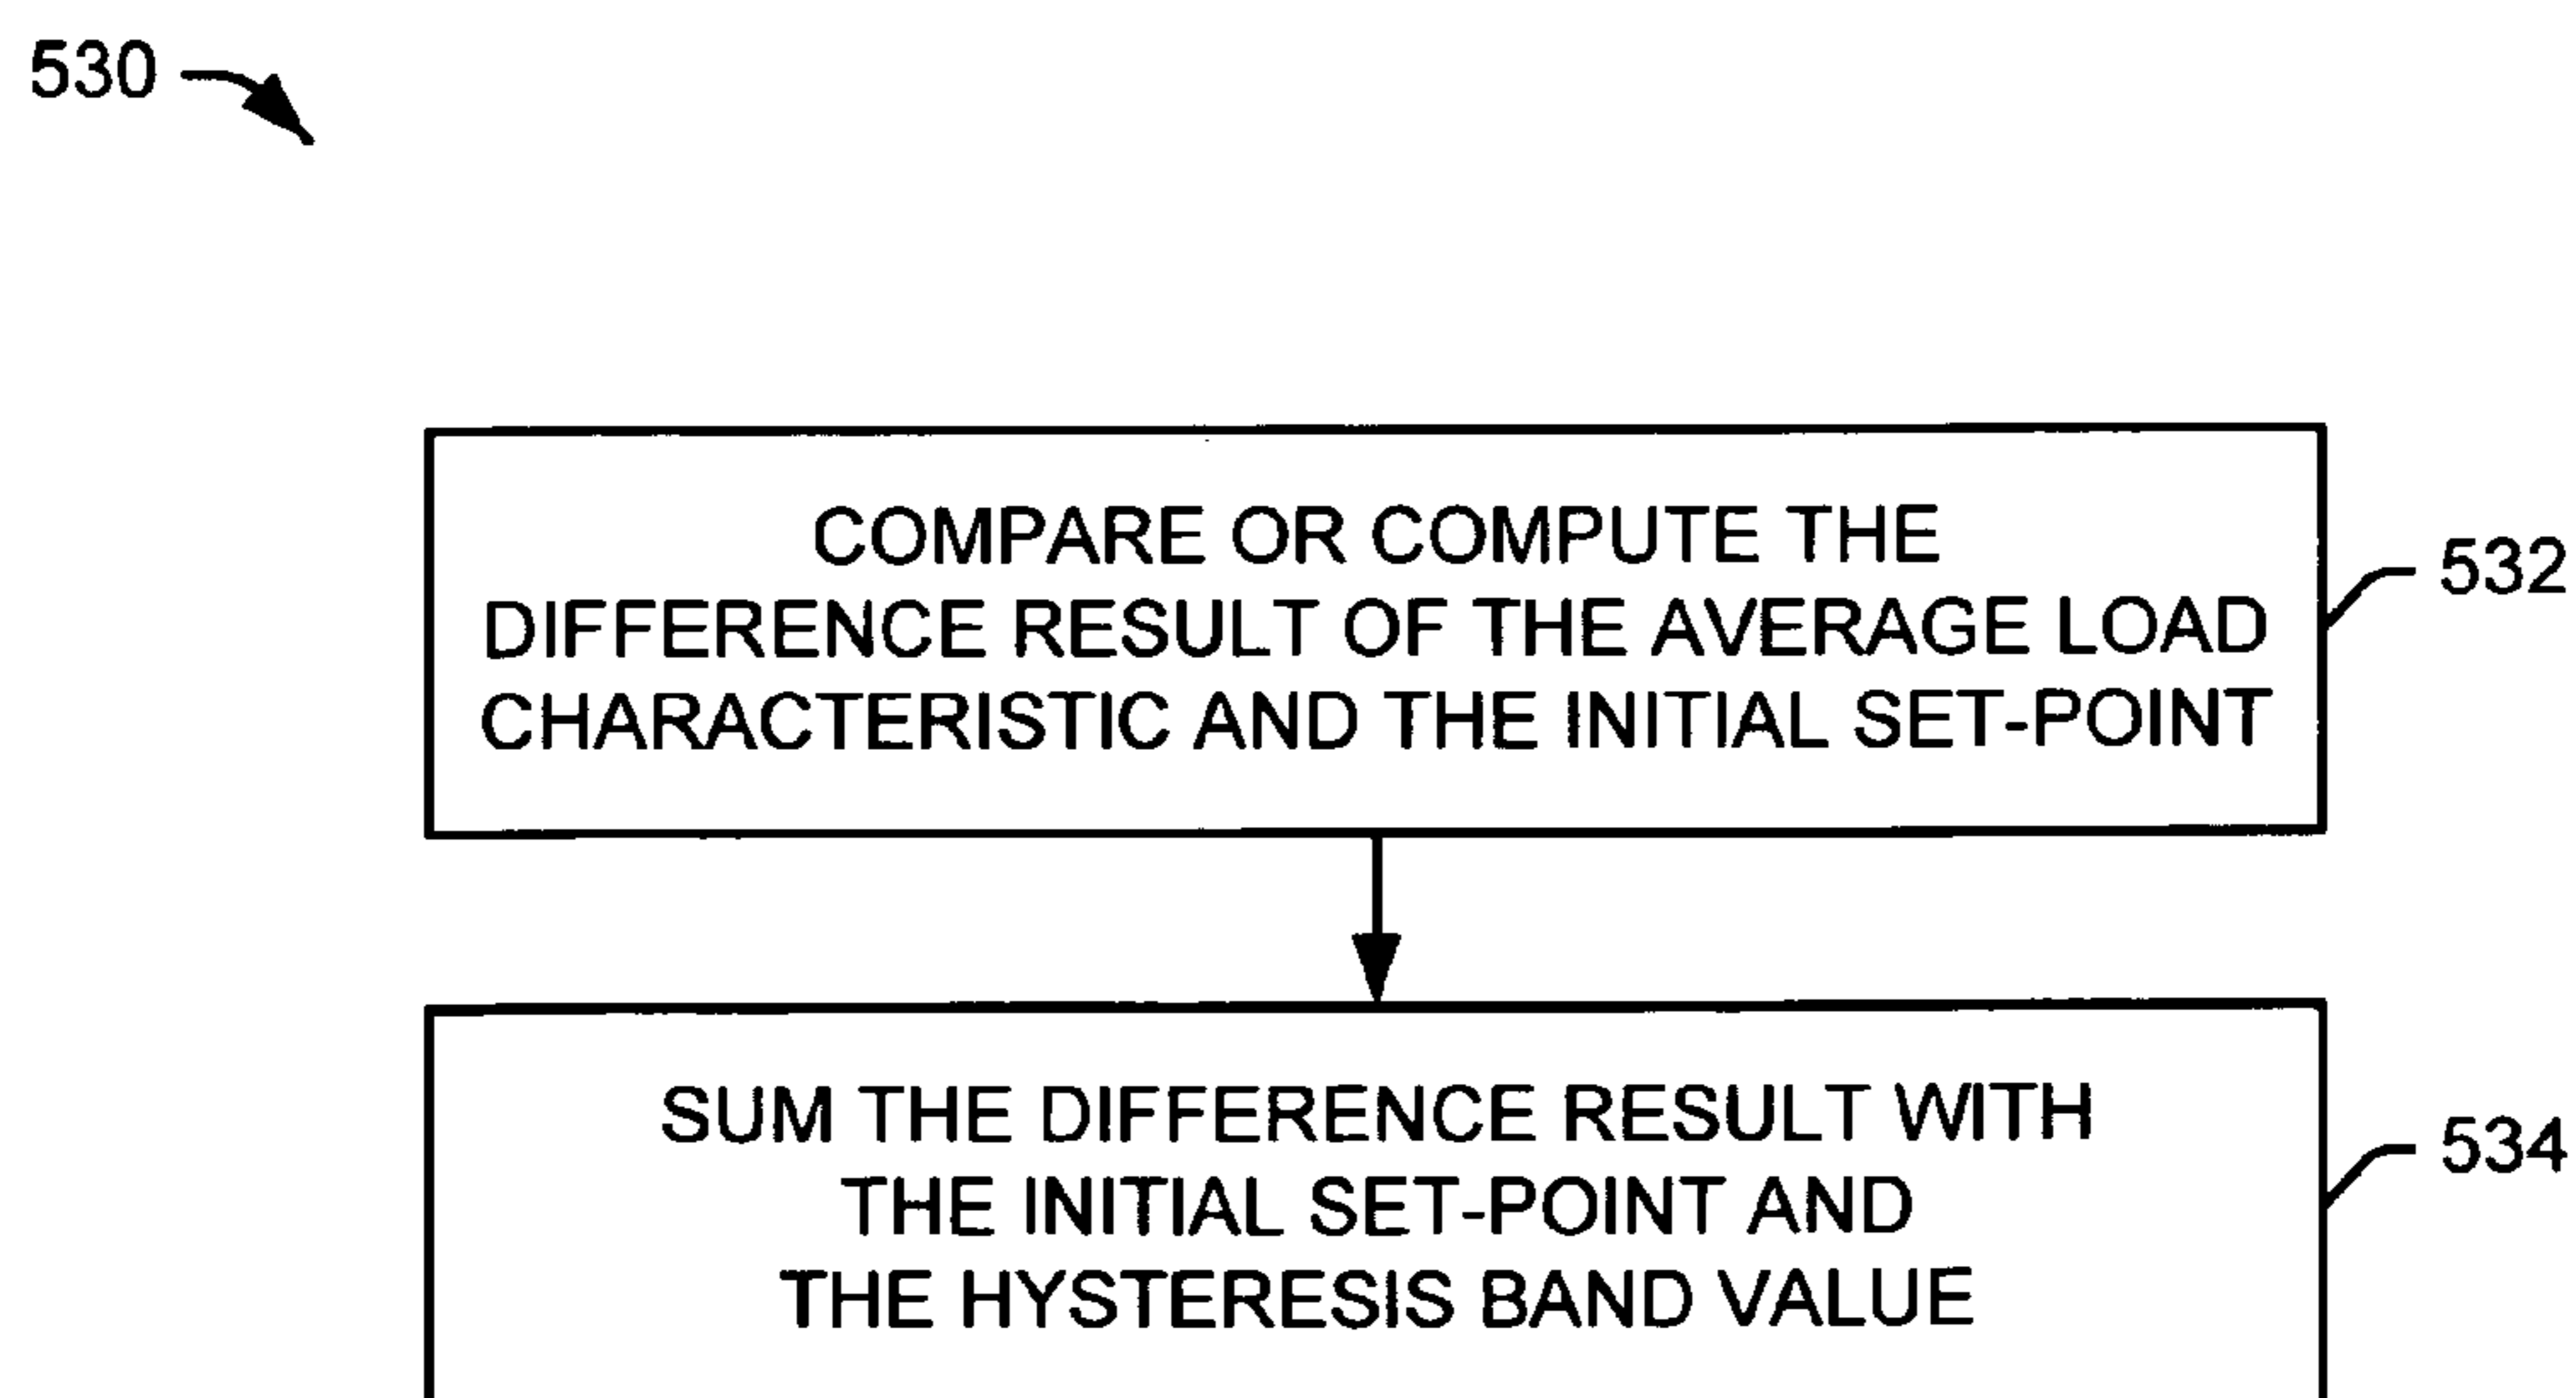 530
COMPARE OR COMPUTE THE
DIFFERENCE RESULT OF THE AVERAGE LOAD
CHARACTERISTIC AND THE INITIAL SET-POINT
532
SUM THE DIFFERENCE RESULT WITH
THE INITIAL SET-POINT AND
THE HYSTERESIS BAND VALUE
534